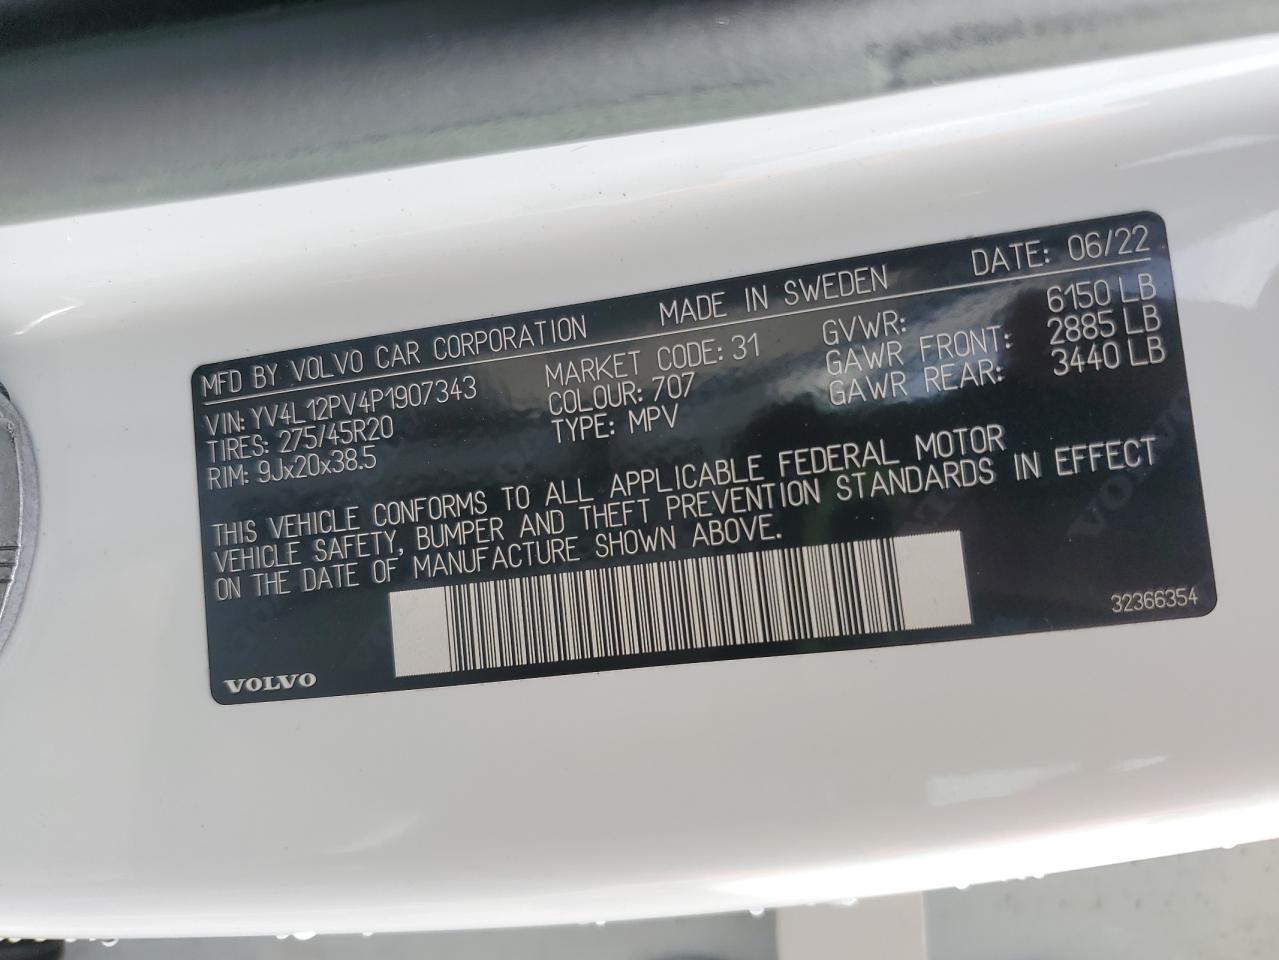 MFD BY VOLVO CAR CORPORATION MADE IN SWEDEN DATE: 06/22
VIN: YV4L12PV4P1907343 MARKET CODE: 31 GVWR: 6150 LB
TIRES: 275/45R20 COLOUR: 707 GAWR FRONT: 2885 LB
RIM: 9Jx20x38.5 TYPE: MPV GAWR REAR: 3440 LB
THIS VEHICLE CONFORMS TO ALL APPLICABLE FEDERAL MOTOR
VEHICLE SAFETY, BUMPER AND THEFT PREVENTION STANDARDS IN EFFECT
ON THE DATE OF MANUFACTURE SHOWN ABOVE.
32366354
VOLVO